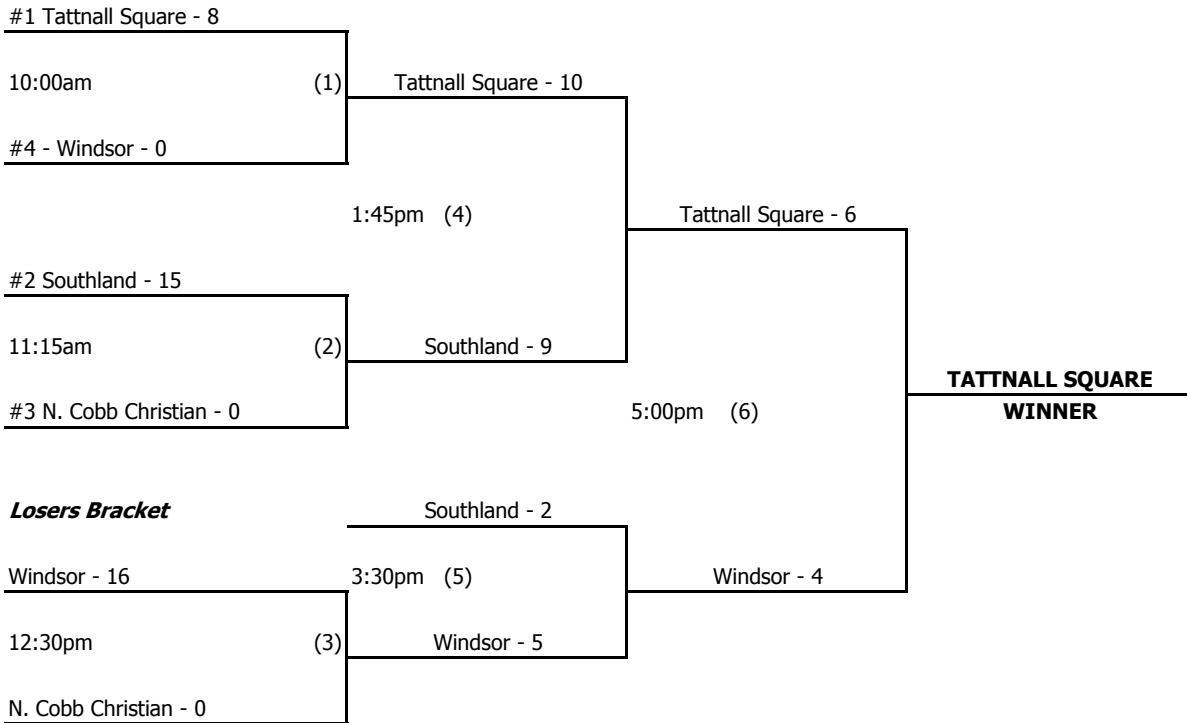 #1 Tattnall Square - 8
10:00am (1) Tattnall Square - 10
#4 - Windsor - 0
1:45pm (4) Tattnall Square - 6
#2 Southland - 15
11:15am (2) Southland - 9
TATTNALL SQUARE
#3 N. Cobb Christian - 0 5:00pm (6) WINNER
Losers Bracket Southland - 2
Windsor - 16 3:30pm (5) Windsor - 4
12:30pm (3) Windsor - 5
N. Cobb Christian - 0